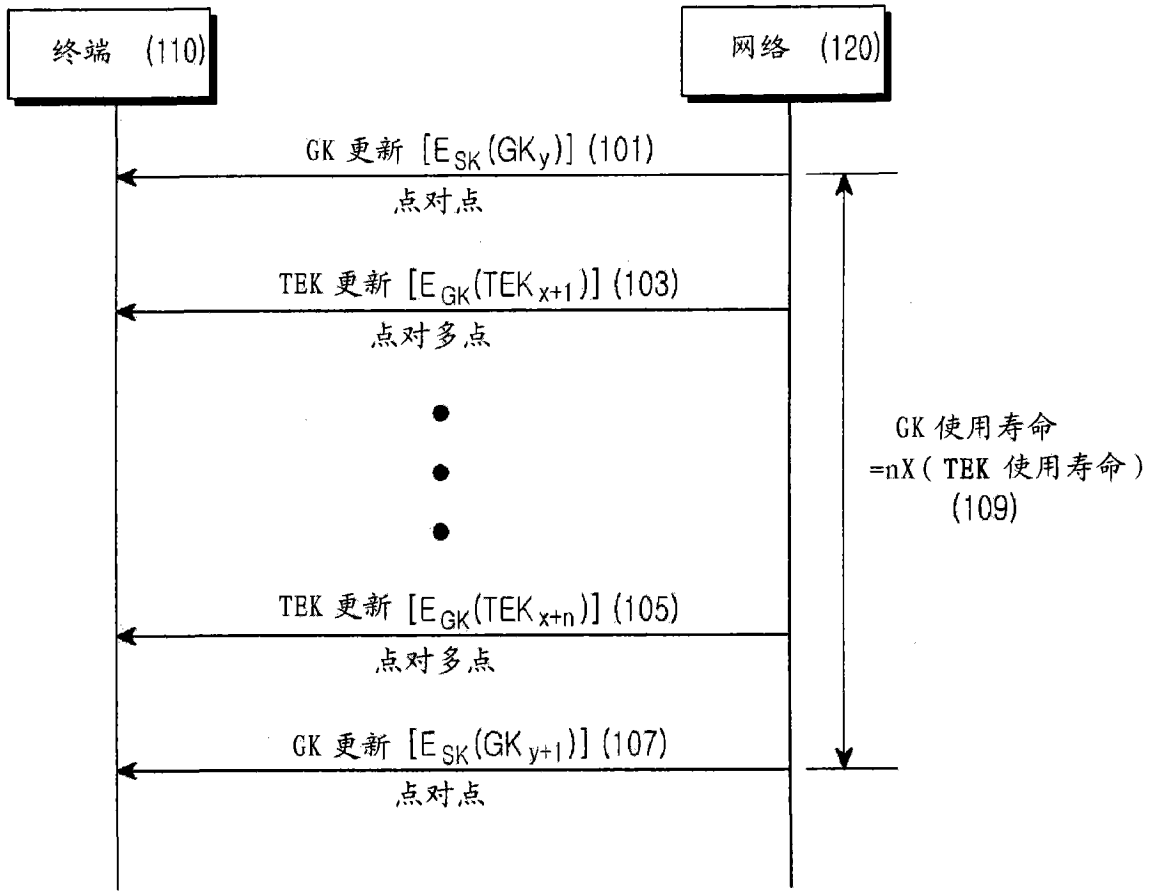 终端 (110)
网络 (120)
GK 更新 [E_SK(GK_y)] (101)
点对点
TEK 更新 [E_GK(TEK_x+1)] (103)
点对多点
GK 使用寿命
=nX( TEK 使用寿命 )
(109)
TEK 更新 [E_GK(TEK_x+n)] (105)
点对多点
GK 更新 [E_SK(GK_y+1)] (107)
点对点